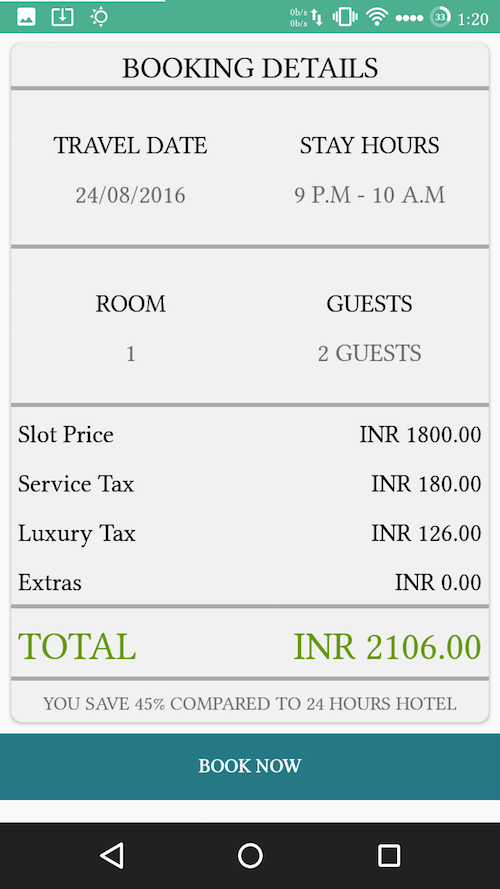 0b/s
0b/s
33
1:20
BOOKING DETAILS
TRAVEL DATE STAY HOURS
24/08/2016 9 P.M - 10 A.M
ROOM GUESTS
1 2 GUESTS
Slot Price INR 1800.00
Service Tax INR 180.00
Luxury Tax INR 126.00
Extras INR 0.00
TOTAL INR 2106.00
YOU SAVE 45% COMPARED TO 24 HOURS HOTEL
BOOK NOW